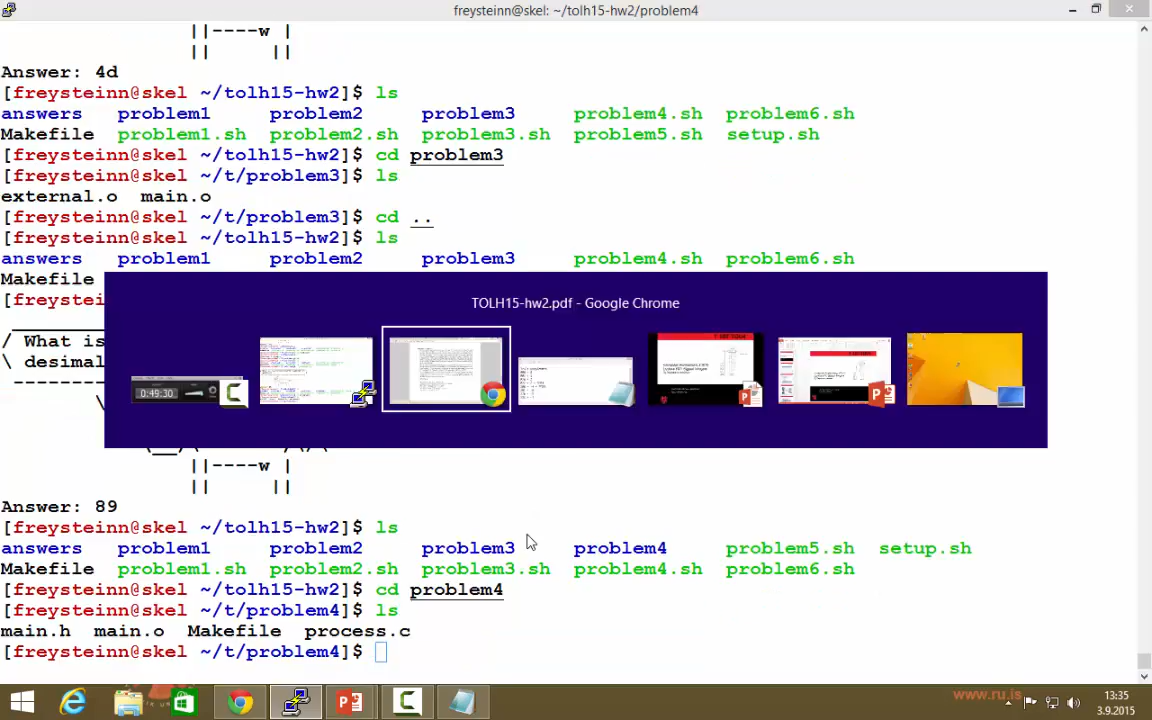 freysteinn@skel: ~/tolh15-hw2/problem4
||----w |
||      ||
Answer: 4d
[freysteinn@skel ~/tolh15-hw2]$ ls
answers   problem1     problem2     problem3     problem4.sh  problem6.sh
Makefile  problem1.sh  problem2.sh  problem3.sh  problem5.sh  setup.sh
[freysteinn@skel ~/tolh15-hw2]$ cd problem3
[freysteinn@skel ~/t/problem3]$ ls
external.o  main.o
[freysteinn@skel ~/t/problem3]$ cd ..
[freysteinn@skel ~/tolh15-hw2]$ ls
answers   problem1     problem2     problem3     problem4.sh  problem6.sh
Makefile
[freystei
TOLH15-hw2.pdf - Google Chrome
/ What is
\ desimal
0:49:30
||----w |
||      ||
Answer: 89
[freysteinn@skel ~/tolh15-hw2]$ ls
answers   problem1     problem2     problem3     problem4     problem5.sh  setup.sh
Makefile  problem1.sh  problem2.sh  problem3.sh  problem4.sh  problem6.sh
[freysteinn@skel ~/tolh15-hw2]$ cd problem4
[freysteinn@skel ~/t/problem4]$ ls
main.h  main.o  Makefile  process.c
[freysteinn@skel ~/t/problem4]$
www.ru.is
13:35
3.9.2015